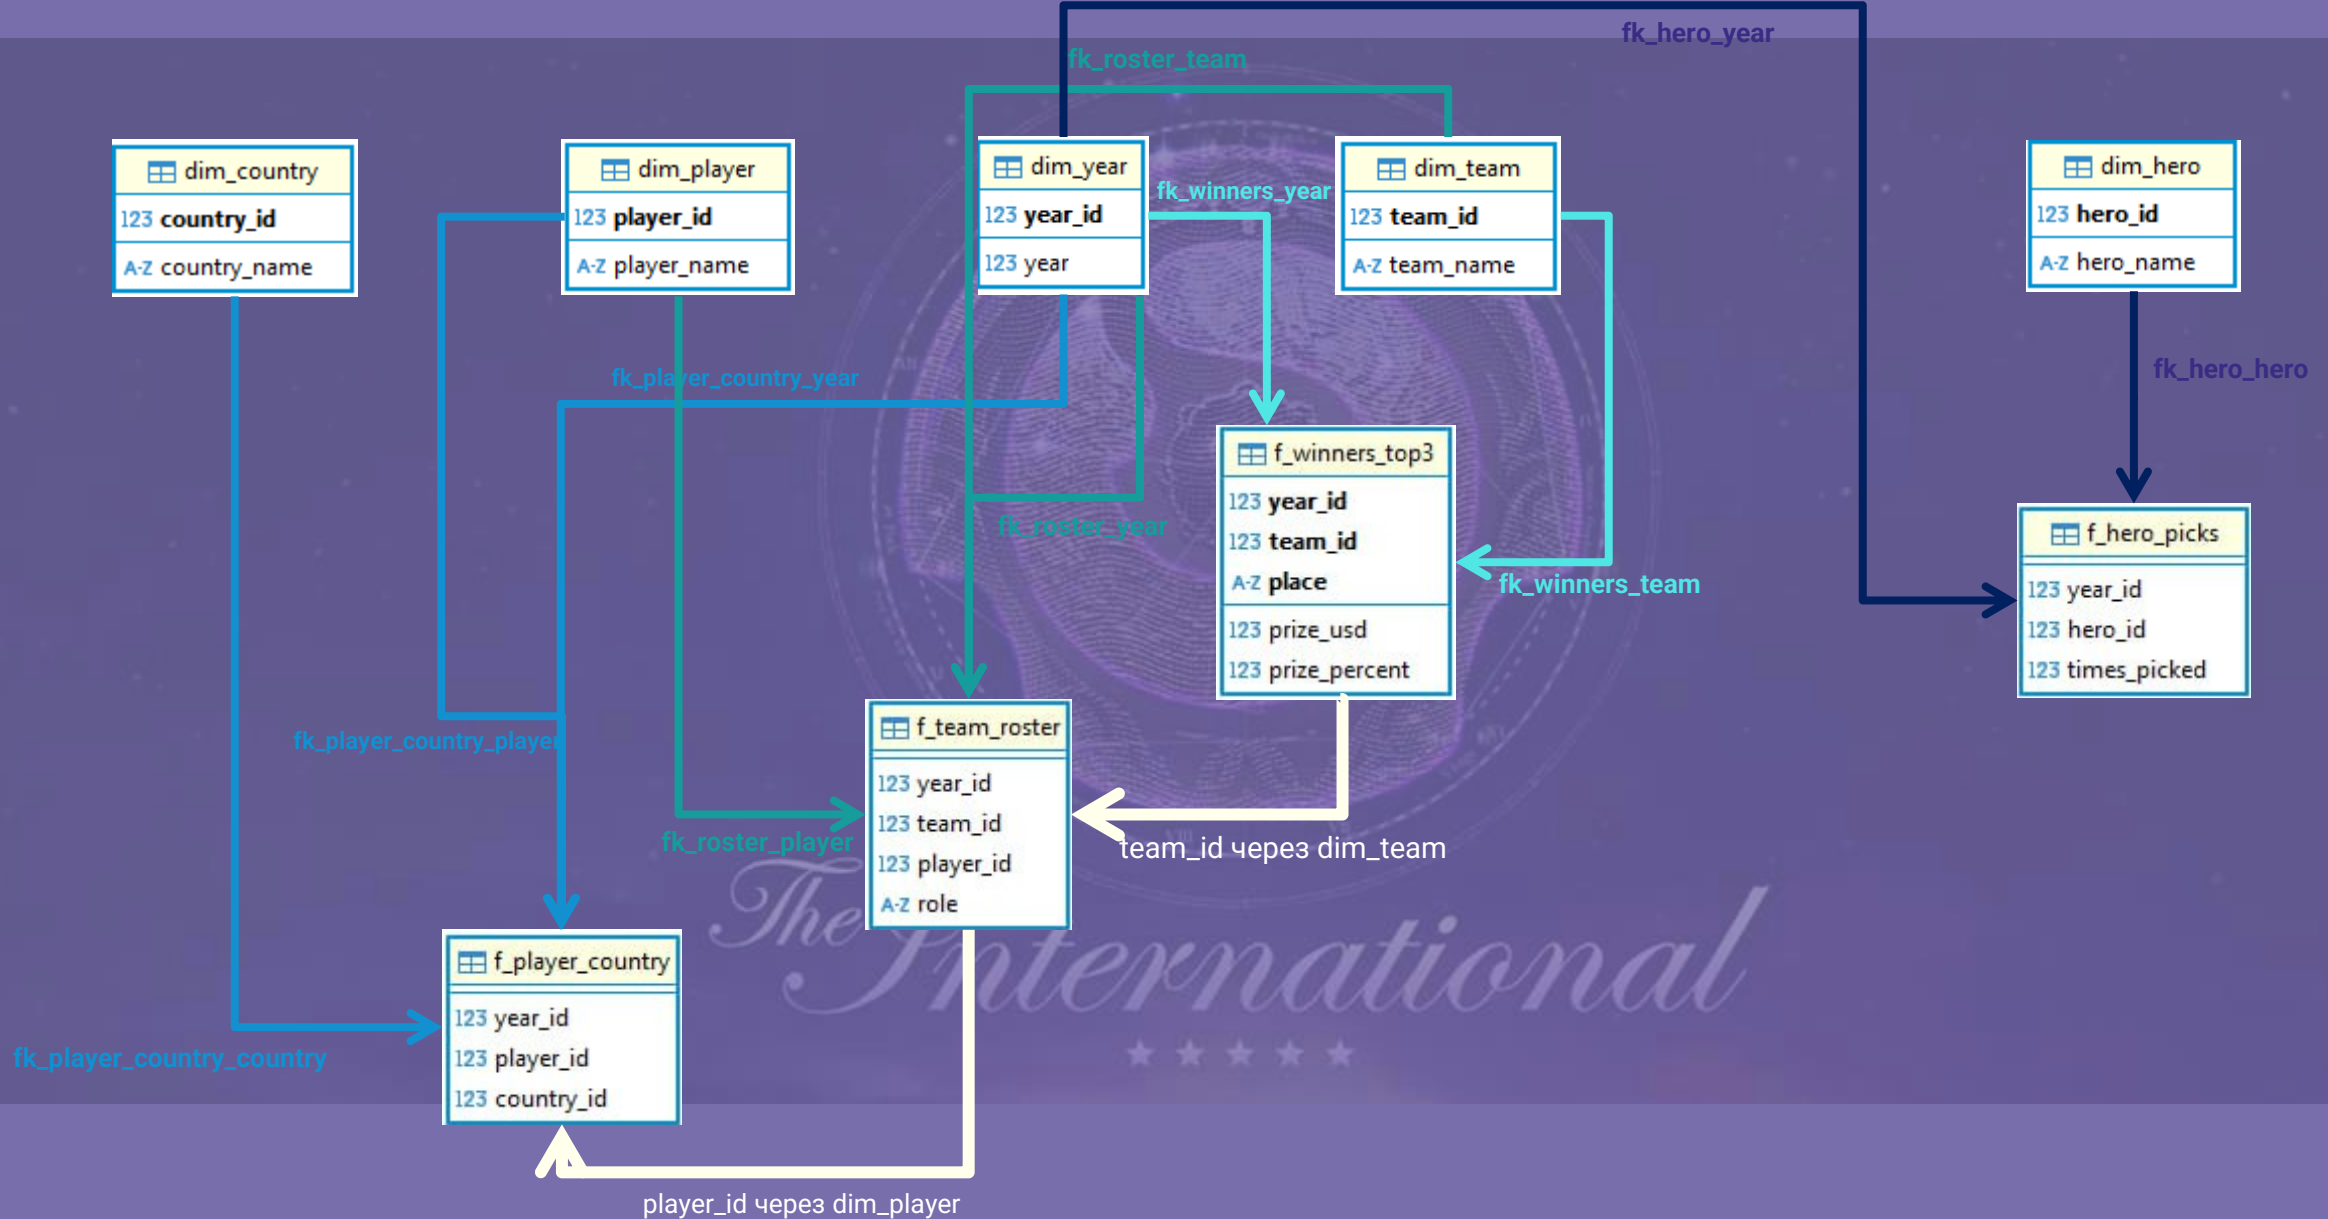 fk_hero_year
fk_roster_team
dim_country
123 country_id
A-Z country_name
dim_player
123 player_id
A-Z player_name
dim_year
123 year_id
123 year
fk_winners_year
dim_team
123 team_id
A-Z team_name
dim_hero
123 hero_id
A-Z hero_name
fk_hero_hero
fk_player_country_year
f_winners_top3
123 year_id
123 team_id
A-Z place
123 prize_usd
123 prize_percent
fk_roster_year
fk_winners_team
f_hero_picks
123 year_id
123 hero_id
123 times_picked
fk_player_country_player
f_team_roster
123 year_id
123 team_id
123 player_id
A-Z role
fk_roster_player
team_id через dim_team
The
International
f_player_country
123 year_id
123 player_id
123 country_id
fk_player_country_country
player_id через dim_player